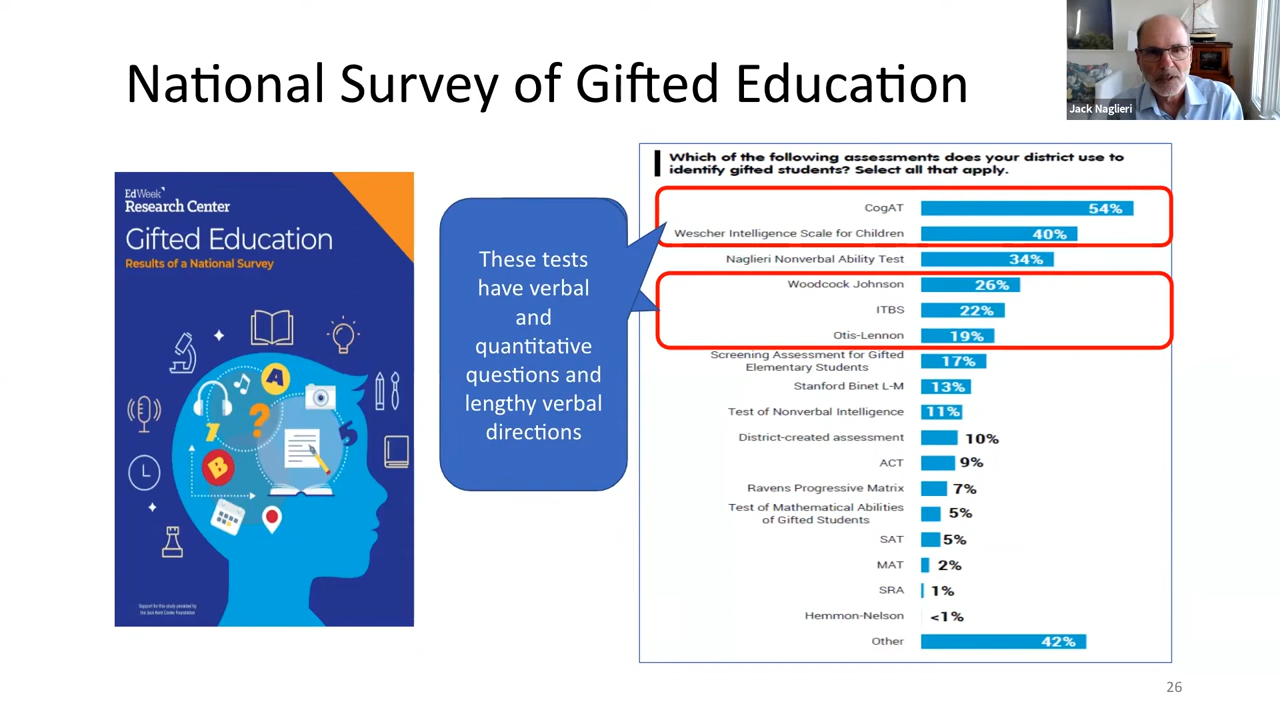 National Survey of Gifted Education
Jack Naglieri
EdWeek
Research Center
Gifted Education
Results of a National Survey
A
?
7
5
B
Support for this study provided by
the Jack Kent Cooke Foundation
These tests
have verbal
and
quantitative
questions and
lengthy verbal
directions
Which of the following assessments does your district use to
identify gifted students? Select all that apply.
CogAT 54%
Wescher Intelligence Scale for Children 40%
Naglieri Nonverbal Ability Test 34%
Woodcock Johnson 26%
ITBS 22%
Otis-Lennon 19%
Screening Assessment for Gifted
Elementary Students 17%
Stanford Binet L-M 13%
Test of Nonverbal Intelligence 11%
District-created assessment 10%
ACT 9%
Ravens Progressive Matrix 7%
Test of Mathematical Abilities
of Gifted Students 5%
SAT 5%
MAT 2%
SRA 1%
Hemmon-Nelson <1%
Other 42%
26